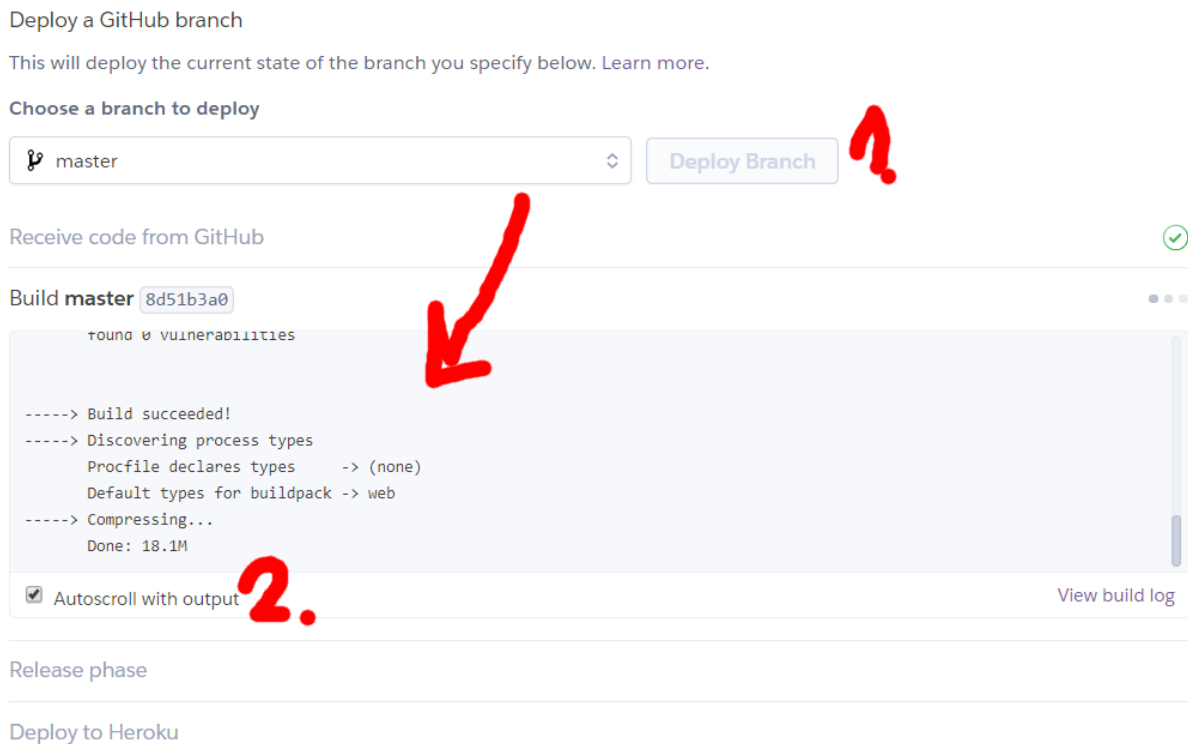 Deploy a GitHub branch
This will deploy the current state of the branch you specify below. Learn more.
Choose a branch to deploy
master
Deploy Branch
1.
Receive code from GitHub
Build master 8d51b3a0
found 0 vulnerabilities
-----> Build succeeded!
-----> Discovering process types
Procfile declares types     -> (none)
Default types for buildpack -> web
-----> Compressing...
Done: 18.1M
Autoscroll with output
2.
View build log
Release phase
Deploy to Heroku